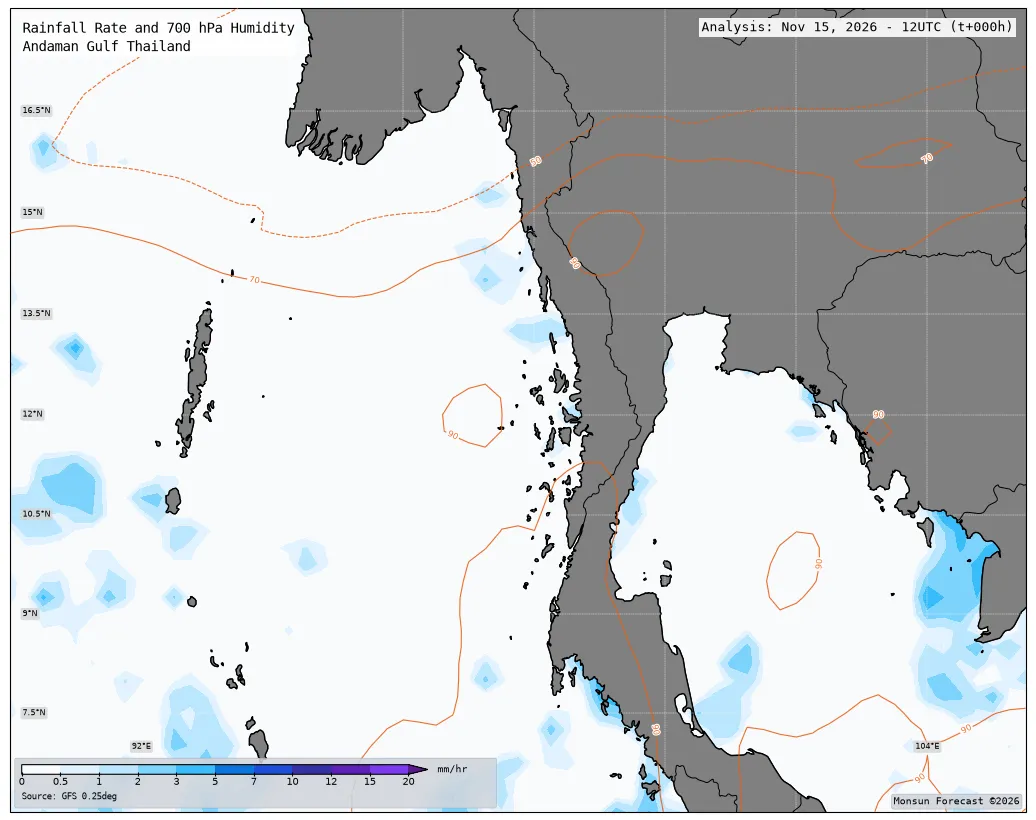 Rainfall Rate and 700 hPa Humidity
Andaman Gulf Thailand
Analysis: Nov 15, 2026 - 12UTC (t+000h)
16.5°N
50
70
15°N
90
70
13.5°N
12°N
90
90
10.5°N
90
9°N
7.5°N
90
90
92°E
104°E
90
mm/hr
0 0.5 1 2 3 5 7 10 12 15 20
Source: GFS 0.25deg
Monsun Forecast ©2026